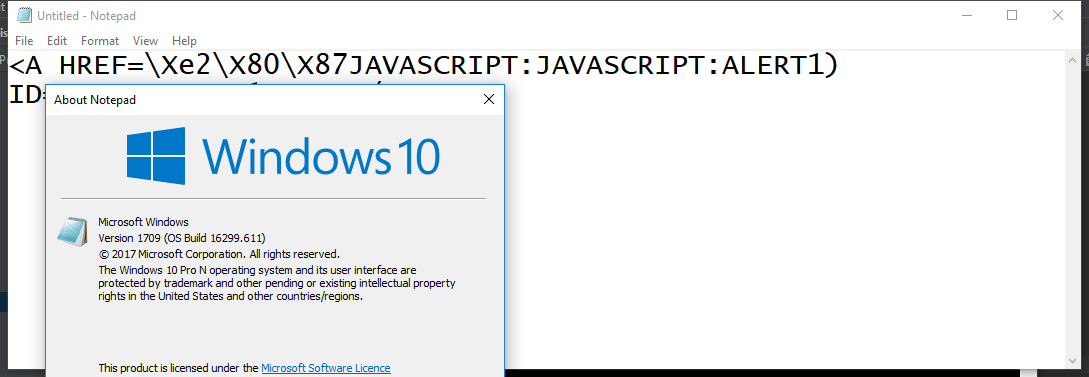 Untitled - Notepad
File Edit Format View Help
<A HREF=\Xe2\X80\X87JAVASCRIPT:JAVASCRIPT:ALERT1)
ID=
About Notepad
Windows 10
Microsoft Windows
Version 1709 (OS Build 16299.611)
© 2017 Microsoft Corporation. All rights reserved.
The Windows 10 Pro N operating system and its user interface are
protected by trademark and other pending or existing intellectual property
rights in the United States and other countries/regions.
This product is licensed under the Microsoft Software Licence